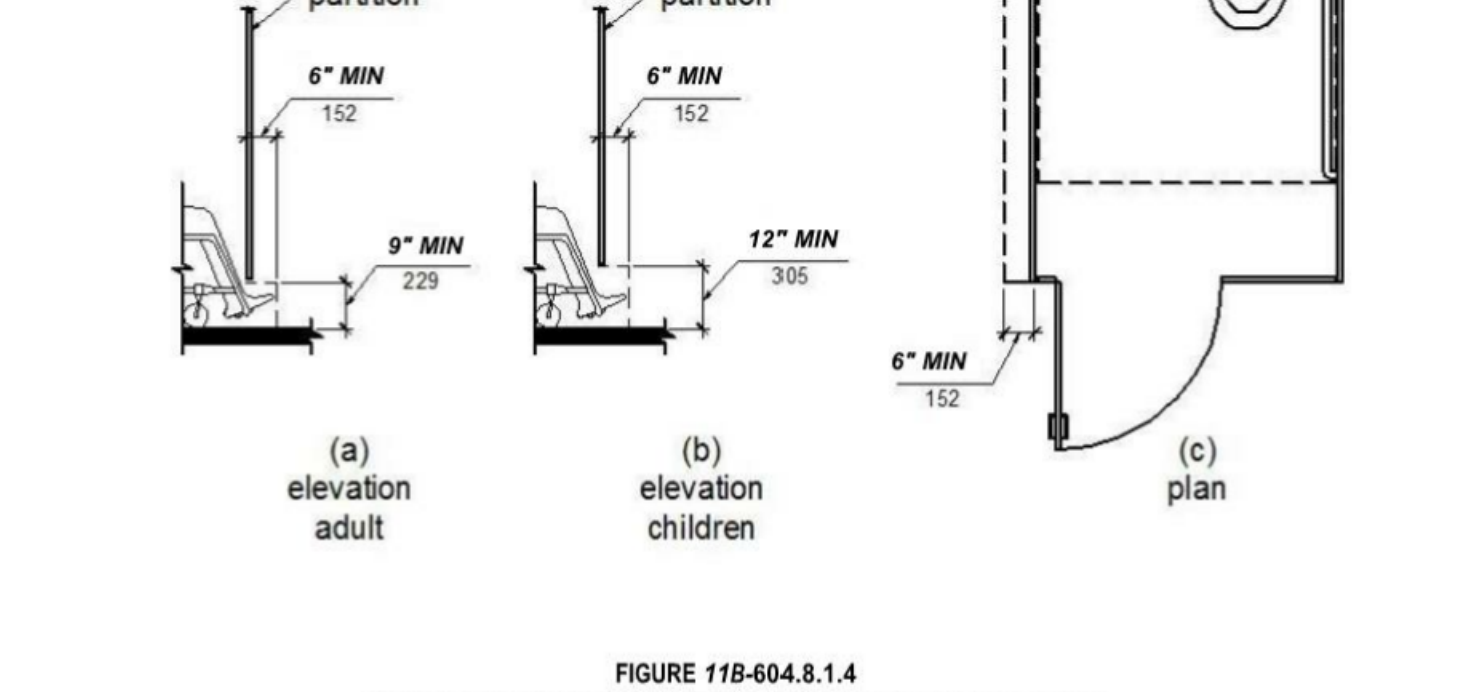 partition
partition
6" MIN
152
6" MIN
152
9" MIN
229
12" MIN
305
6" MIN
152
(a)
elevation
adult
(b)
elevation
children
(c)
plan
FIGURE 11B-604.8.1.4